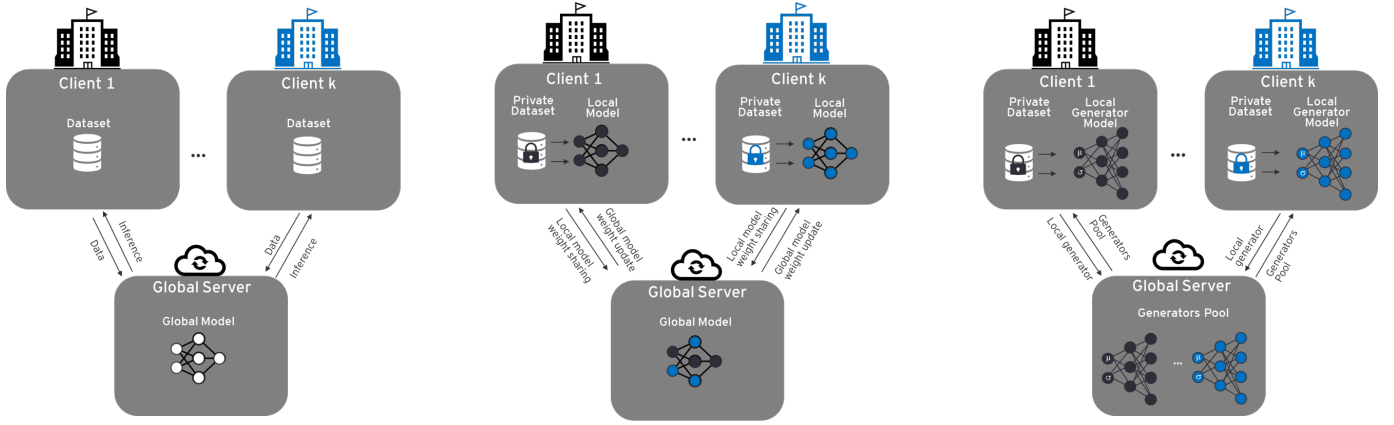 Client 1
Dataset
...
Client k
Dataset
Data
Inference
Data
Inference
Global Server
Global Model
Client 1
Private
Dataset
Local
Model
...
Client k
Private
Dataset
Local
Model
Local model
weight sharing
Global model
weight update
Local model
weight sharing
Global model
weight update
Global Server
Global Model
Client 1
Private
Dataset
Local
Generator
Model
μ
σ
...
Client k
Private
Dataset
Local
Generator
Model
μ
σ
Local generator
Generators
Pool
Local
generator
Generators
Pool
Global Server
Generators Pool
μ
σ
...
μ
σ